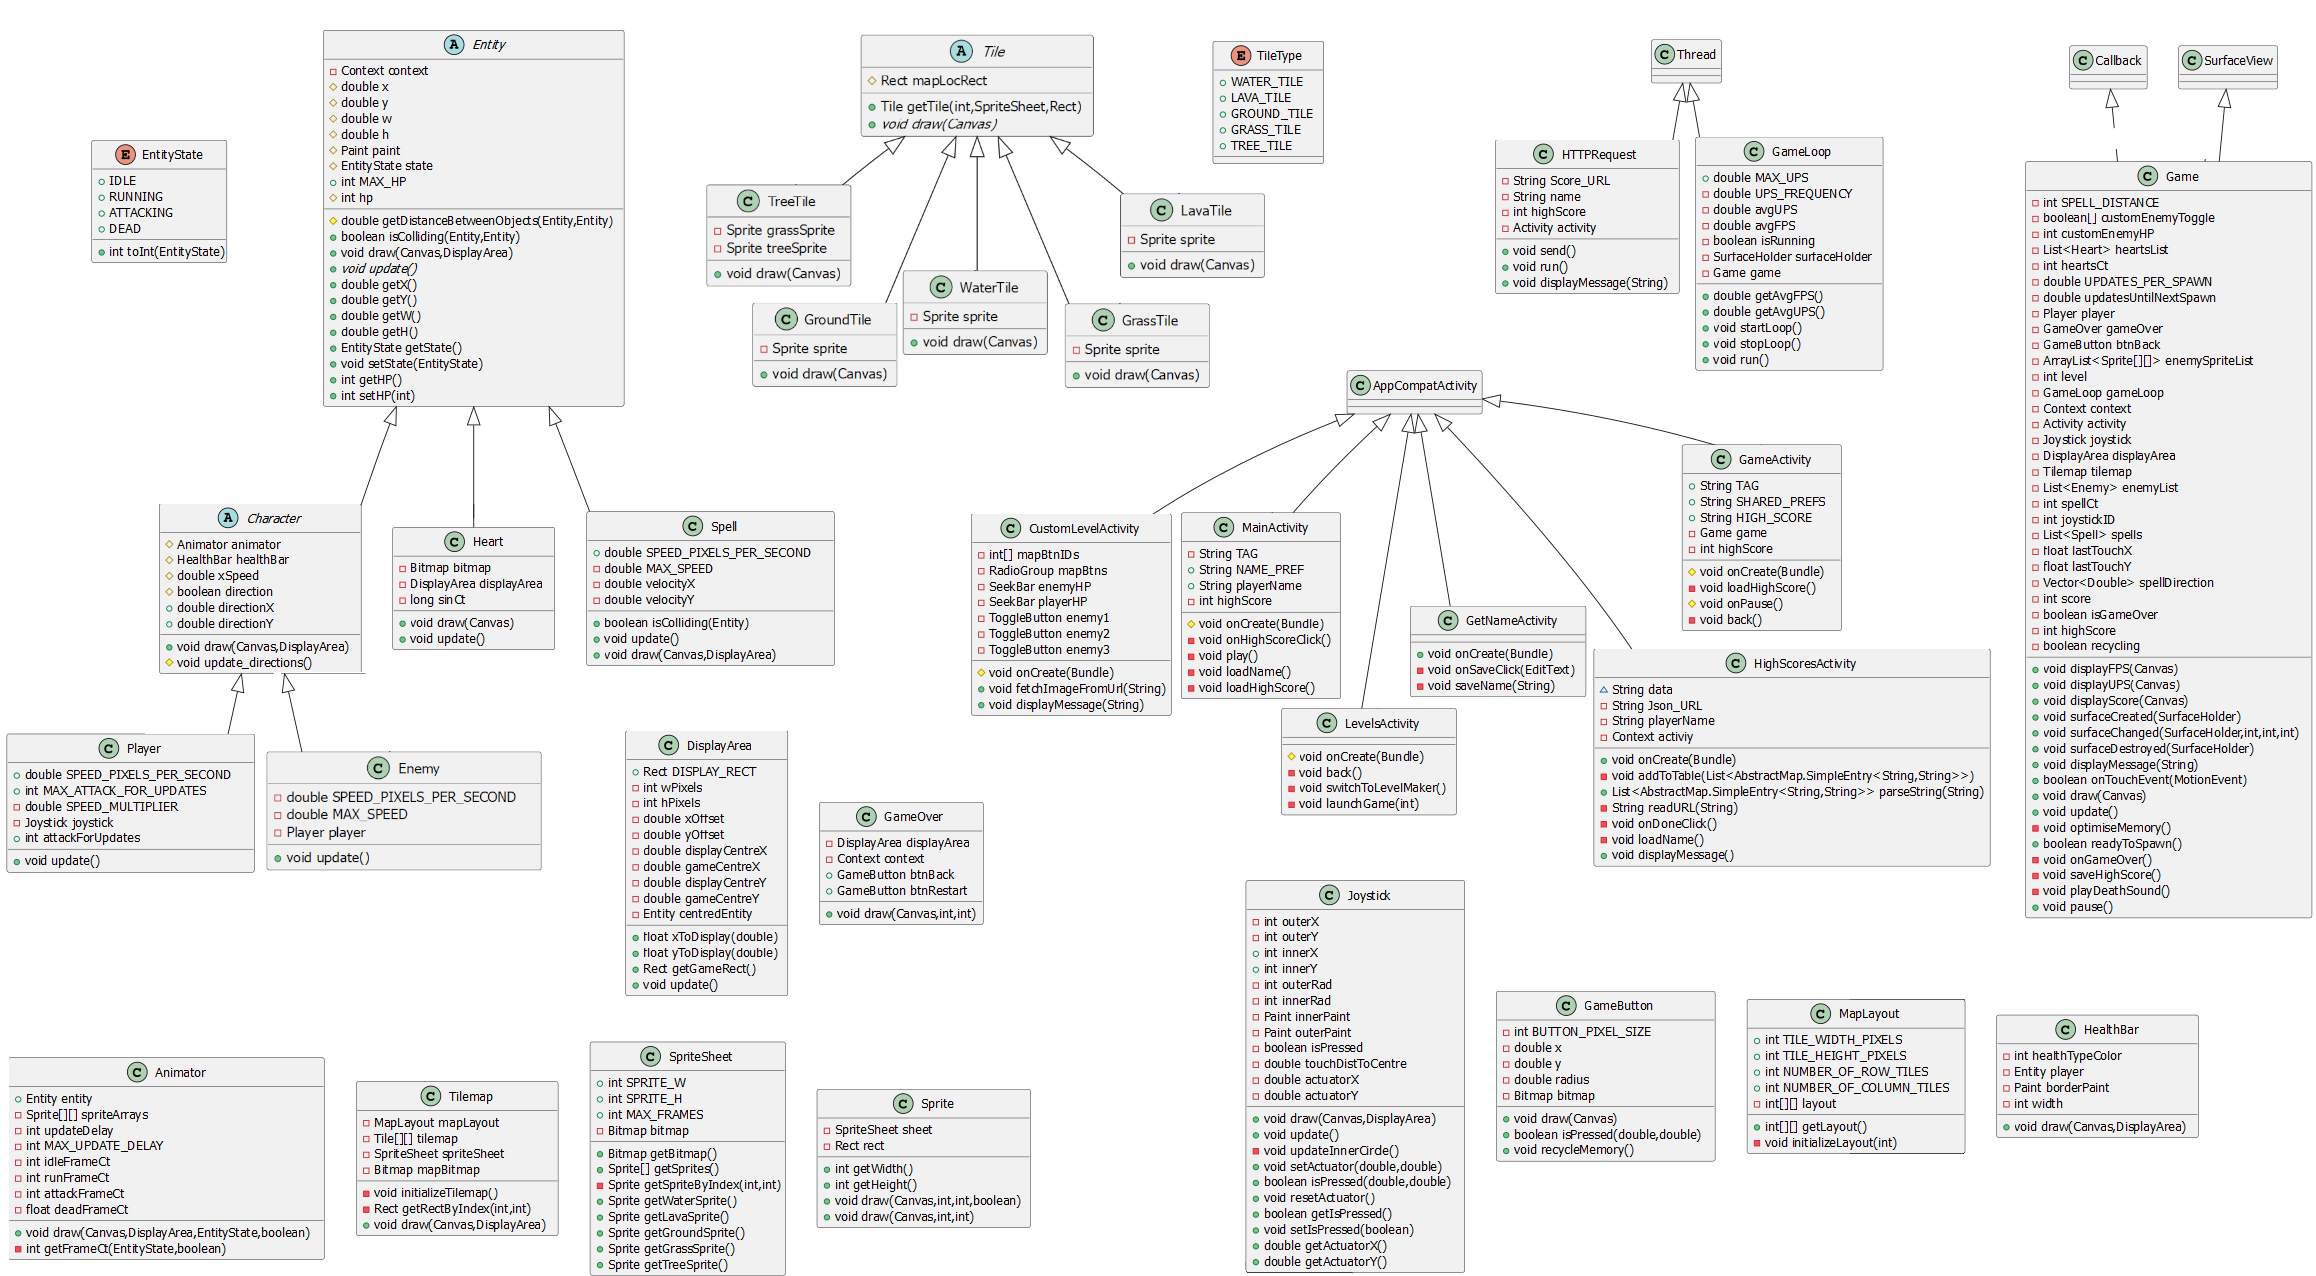 Entity
Context context
double x
double y
double w
double h
Paint paint
EntityState state
int MAX_HP
int hp
double getDistanceBetweenObjects(Entity,Entity)
boolean isColliding(Entity,Entity)
void draw(Canvas,DisplayArea)
void update()
double getX()
double getY()
double getW()
double getH()
EntityState getState()
void setState(EntityState)
int getHP()
int setHP(int)
Tile
Rect mapLocRect
Tile getTile(int,SpriteSheet,Rect)
void draw(Canvas)
TileType
WATER_TILE
LAVA_TILE
GROUND_TILE
GRASS_TILE
TREE_TILE
Thread
Callback
SurfaceView
EntityState
IDLE
RUNNING
ATTACKING
DEAD
int toInt(EntityState)
TreeTile
Sprite grassSprite
Sprite treeSprite
void draw(Canvas)
LavaTile
Sprite sprite
void draw(Canvas)
WaterTile
Sprite sprite
void draw(Canvas)
GroundTile
Sprite sprite
void draw(Canvas)
GrassTile
Sprite sprite
void draw(Canvas)
HTTPRequest
String Score_URL
String name
int highScore
Activity activity
void send()
void run()
void displayMessage(String)
GameLoop
double MAX_UPS
double UPS_FREQUENCY
double avgUPS
double avgFPS
boolean isRunning
SurfaceHolder surfaceHolder
Game game
double getAvgFPS()
double getAvgUPS()
void startLoop()
void stopLoop()
void run()
Game
int SPELL_DISTANCE
boolean[] customEnemyToggle
int customEnemyHP
List<Heart> heartsList
int heartsCt
double UPDATES_PER_SPAWN
double updatesUntilNextSpawn
Player player
GameOver gameOver
GameButton btnBack
ArrayList<Sprite[][]> enemySpriteList
int level
GameLoop gameLoop
Context context
Activity activity
Joystick joystick
DisplayArea displayArea
Tilemap tilemap
List<Enemy> enemyList
int spellCt
int joystickID
List<Spell> spells
float lastTouchX
float lastTouchY
Vector<Double> spellDirection
int score
boolean isGameOver
int highScore
boolean recycling
void displayFPS(Canvas)
void displayUPS(Canvas)
void displayScore(Canvas)
void surfaceCreated(SurfaceHolder)
void surfaceChanged(SurfaceHolder,int,int,int)
void surfaceDestroyed(SurfaceHolder)
void displayMessage(String)
boolean onTouchEvent(MotionEvent)
void draw(Canvas)
void update()
void optimiseMemory()
boolean readyToSpawn()
void onGameOver()
void saveHighScore()
void playDeathSound()
void pause()
AppCompatActivity
GameActivity
String TAG
String SHARED_PREFS
String HIGH_SCORE
Game game
int highScore
void onCreate(Bundle)
void loadHighScore()
void onPause()
void back()
Character
Animator animator
HealthBar healthBar
double xSpeed
boolean direction
double directionX
double directionY
void draw(Canvas,DisplayArea)
void update_directions()
Heart
Bitmap bitmap
DisplayArea displayArea
long sinCt
void draw(Canvas)
void update()
Spell
double SPEED_PIXELS_PER_SECOND
double MAX_SPEED
double velocityX
double velocityY
boolean isColliding(Entity)
void update()
void draw(Canvas,DisplayArea)
CustomLevelActivity
int[] mapBtnIDs
RadioGroup mapBtns
SeekBar enemyHP
SeekBar playerHP
ToggleButton enemy1
ToggleButton enemy2
ToggleButton enemy3
void onCreate(Bundle)
void fetchImageFromUrl(String)
void displayMessage(String)
MainActivity
String TAG
String NAME_PREF
String playerName
int highScore
void onCreate(Bundle)
void onHighScoreClick()
void play()
void loadName()
void loadHighScore()
GetNameActivity
void onCreate(Bundle)
void onSaveClick(EditText)
void saveName(String)
HighScoresActivity
String data
String Json_URL
String playerName
Context activiy
void onCreate(Bundle)
void addToTable(List<AbstractMap.SimpleEntry<String,String>>)
List<AbstractMap.SimpleEntry<String,String>> parseString(String)
String readURL(String)
void onDoneClick()
void loadName()
void displayMessage()
LevelsActivity
void onCreate(Bundle)
void back()
void switchToLevelMaker()
void launchGame(int)
Player
double SPEED_PIXELS_PER_SECOND
int MAX_ATTACK_FOR_UPDATES
double SPEED_MULTIPLIER
Joystick joystick
int attackForUpdates
void update()
Enemy
double SPEED_PIXELS_PER_SECOND
double MAX_SPEED
Player player
void update()
DisplayArea
Rect DISPLAY_RECT
int wPixels
int hPixels
double xOffset
double yOffset
double displayCentreX
double gameCentreX
double displayCentreY
double gameCentreY
Entity centredEntity
float xToDisplay(double)
float yToDisplay(double)
Rect getGameRect()
void update()
GameOver
DisplayArea displayArea
Context context
GameButton btnBack
GameButton btnRestart
void draw(Canvas,int,int)
Joystick
int outerX
int outerY
int innerX
int innerY
int outerRad
int innerRad
Paint innerPaint
Paint outerPaint
boolean isPressed
double touchDistToCentre
double actuatorX
double actuatorY
void draw(Canvas,DisplayArea)
void update()
void updateInnerCircle()
void setActuator(double,double)
boolean isPressed(double,double)
void resetActuator()
boolean getIsPressed()
void setIsPressed(boolean)
double getActuatorX()
double getActuatorY()
GameButton
int BUTTON_PIXEL_SIZE
double x
double y
double radius
Bitmap bitmap
void draw(Canvas)
boolean isPressed(double,double)
void recycleMemory()
MapLayout
int TILE_WIDTH_PIXELS
int TILE_HEIGHT_PIXELS
int NUMBER_OF_ROW_TILES
int NUMBER_OF_COLUMN_TILES
int[][] layout
int[][] getLayout()
void initializeLayout(int)
HealthBar
int healthTypeColor
Entity player
Paint borderPaint
int width
void draw(Canvas,DisplayArea)
Animator
Entity entity
Sprite[][] spriteArrays
int updateDelay
int MAX_UPDATE_DELAY
int idleFrameCt
int runFrameCt
int attackFrameCt
float deadFrameCt
void draw(Canvas,DisplayArea,EntityState,boolean)
int getFrameCt(EntityState,boolean)
Tilemap
MapLayout mapLayout
Tile[][] tilemap
SpriteSheet spriteSheet
Bitmap mapBitmap
void initializeTilemap()
Rect getRectByIndex(int,int)
void draw(Canvas,DisplayArea)
SpriteSheet
int SPRITE_W
int SPRITE_H
int MAX_FRAMES
Bitmap bitmap
Bitmap getBitmap()
Sprite[] getSprites()
Sprite getSpriteByIndex(int,int)
Sprite getWaterSprite()
Sprite getLavaSprite()
Sprite getGroundSprite()
Sprite getGrassSprite()
Sprite getTreeSprite()
Sprite
SpriteSheet sheet
Rect rect
int getWidth()
int getHeight()
void draw(Canvas,int,int,boolean)
void draw(Canvas,int,int)